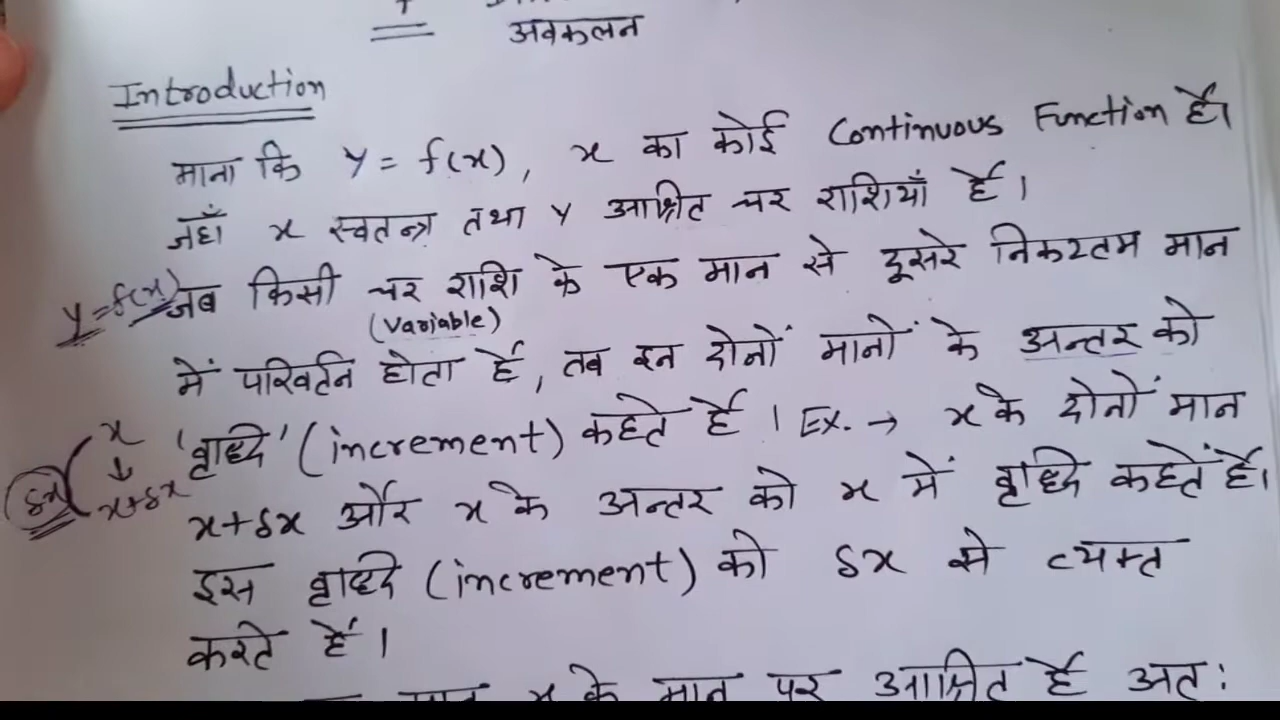 अवकलन
Introduction
माना कि y = f(x), x का कोई Continuous Function है।
जहाँ x स्वतन्त्र तथा y आश्रित चर राशियाँ हैं।
y=f(x)
जब किसी चर राशि के एक मान से दूसरे निकटतम मान
(Variable)
में परिवर्तन होता है, तब इन दोनों मानों के अन्तर को
'वृद्धि' (increment) कहते हैं। Ex. → x के दोनों मान
x
↓
x+δx
δx
x+δx और x के अन्तर को x में वृद्धि कहतें हैं।
इस वृद्धि (increment) को δx से व्यक्त
करते हैं।
मान x के मान पर आश्रित हैं अत: